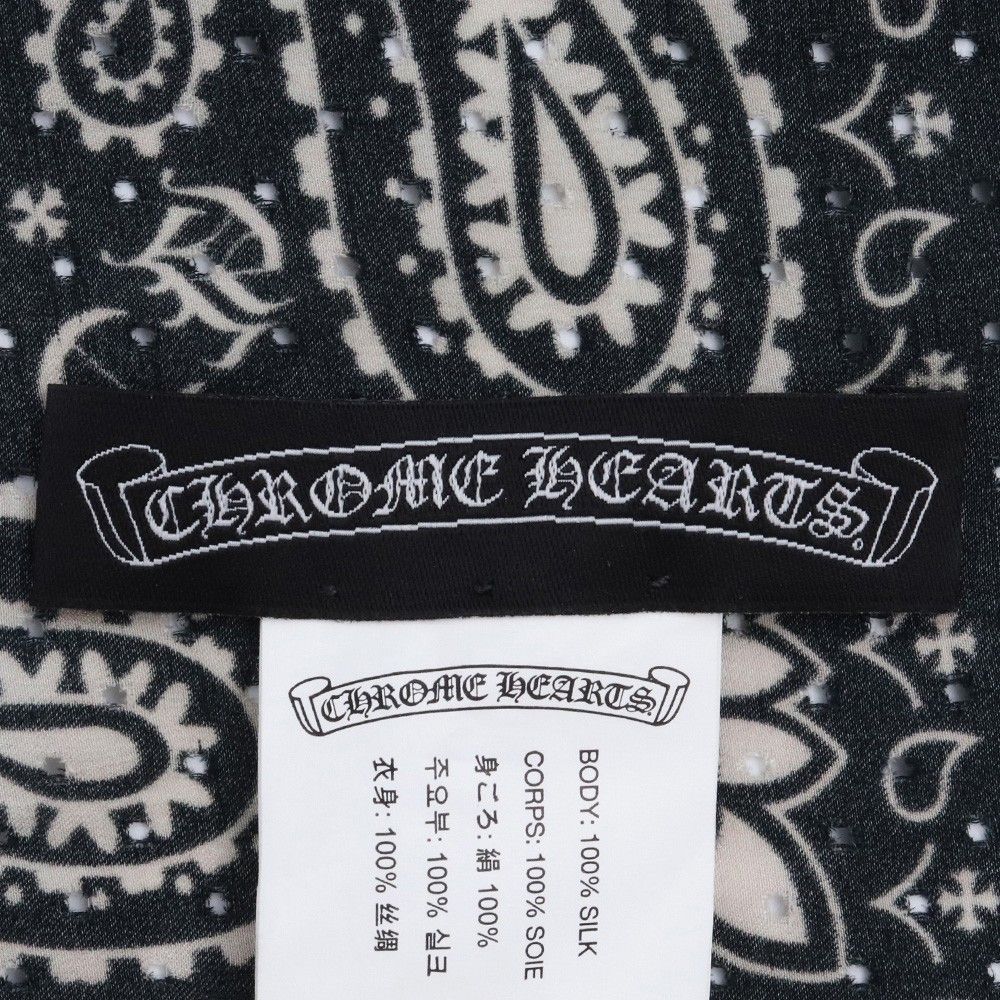 CHROME HEARTS
CHROME HEARTS
BODY: 100% SILK
CORPS: 100% SOIE
身ごろ: 絹 100%
주요부: 100% 실크
衣身: 100% 丝绸